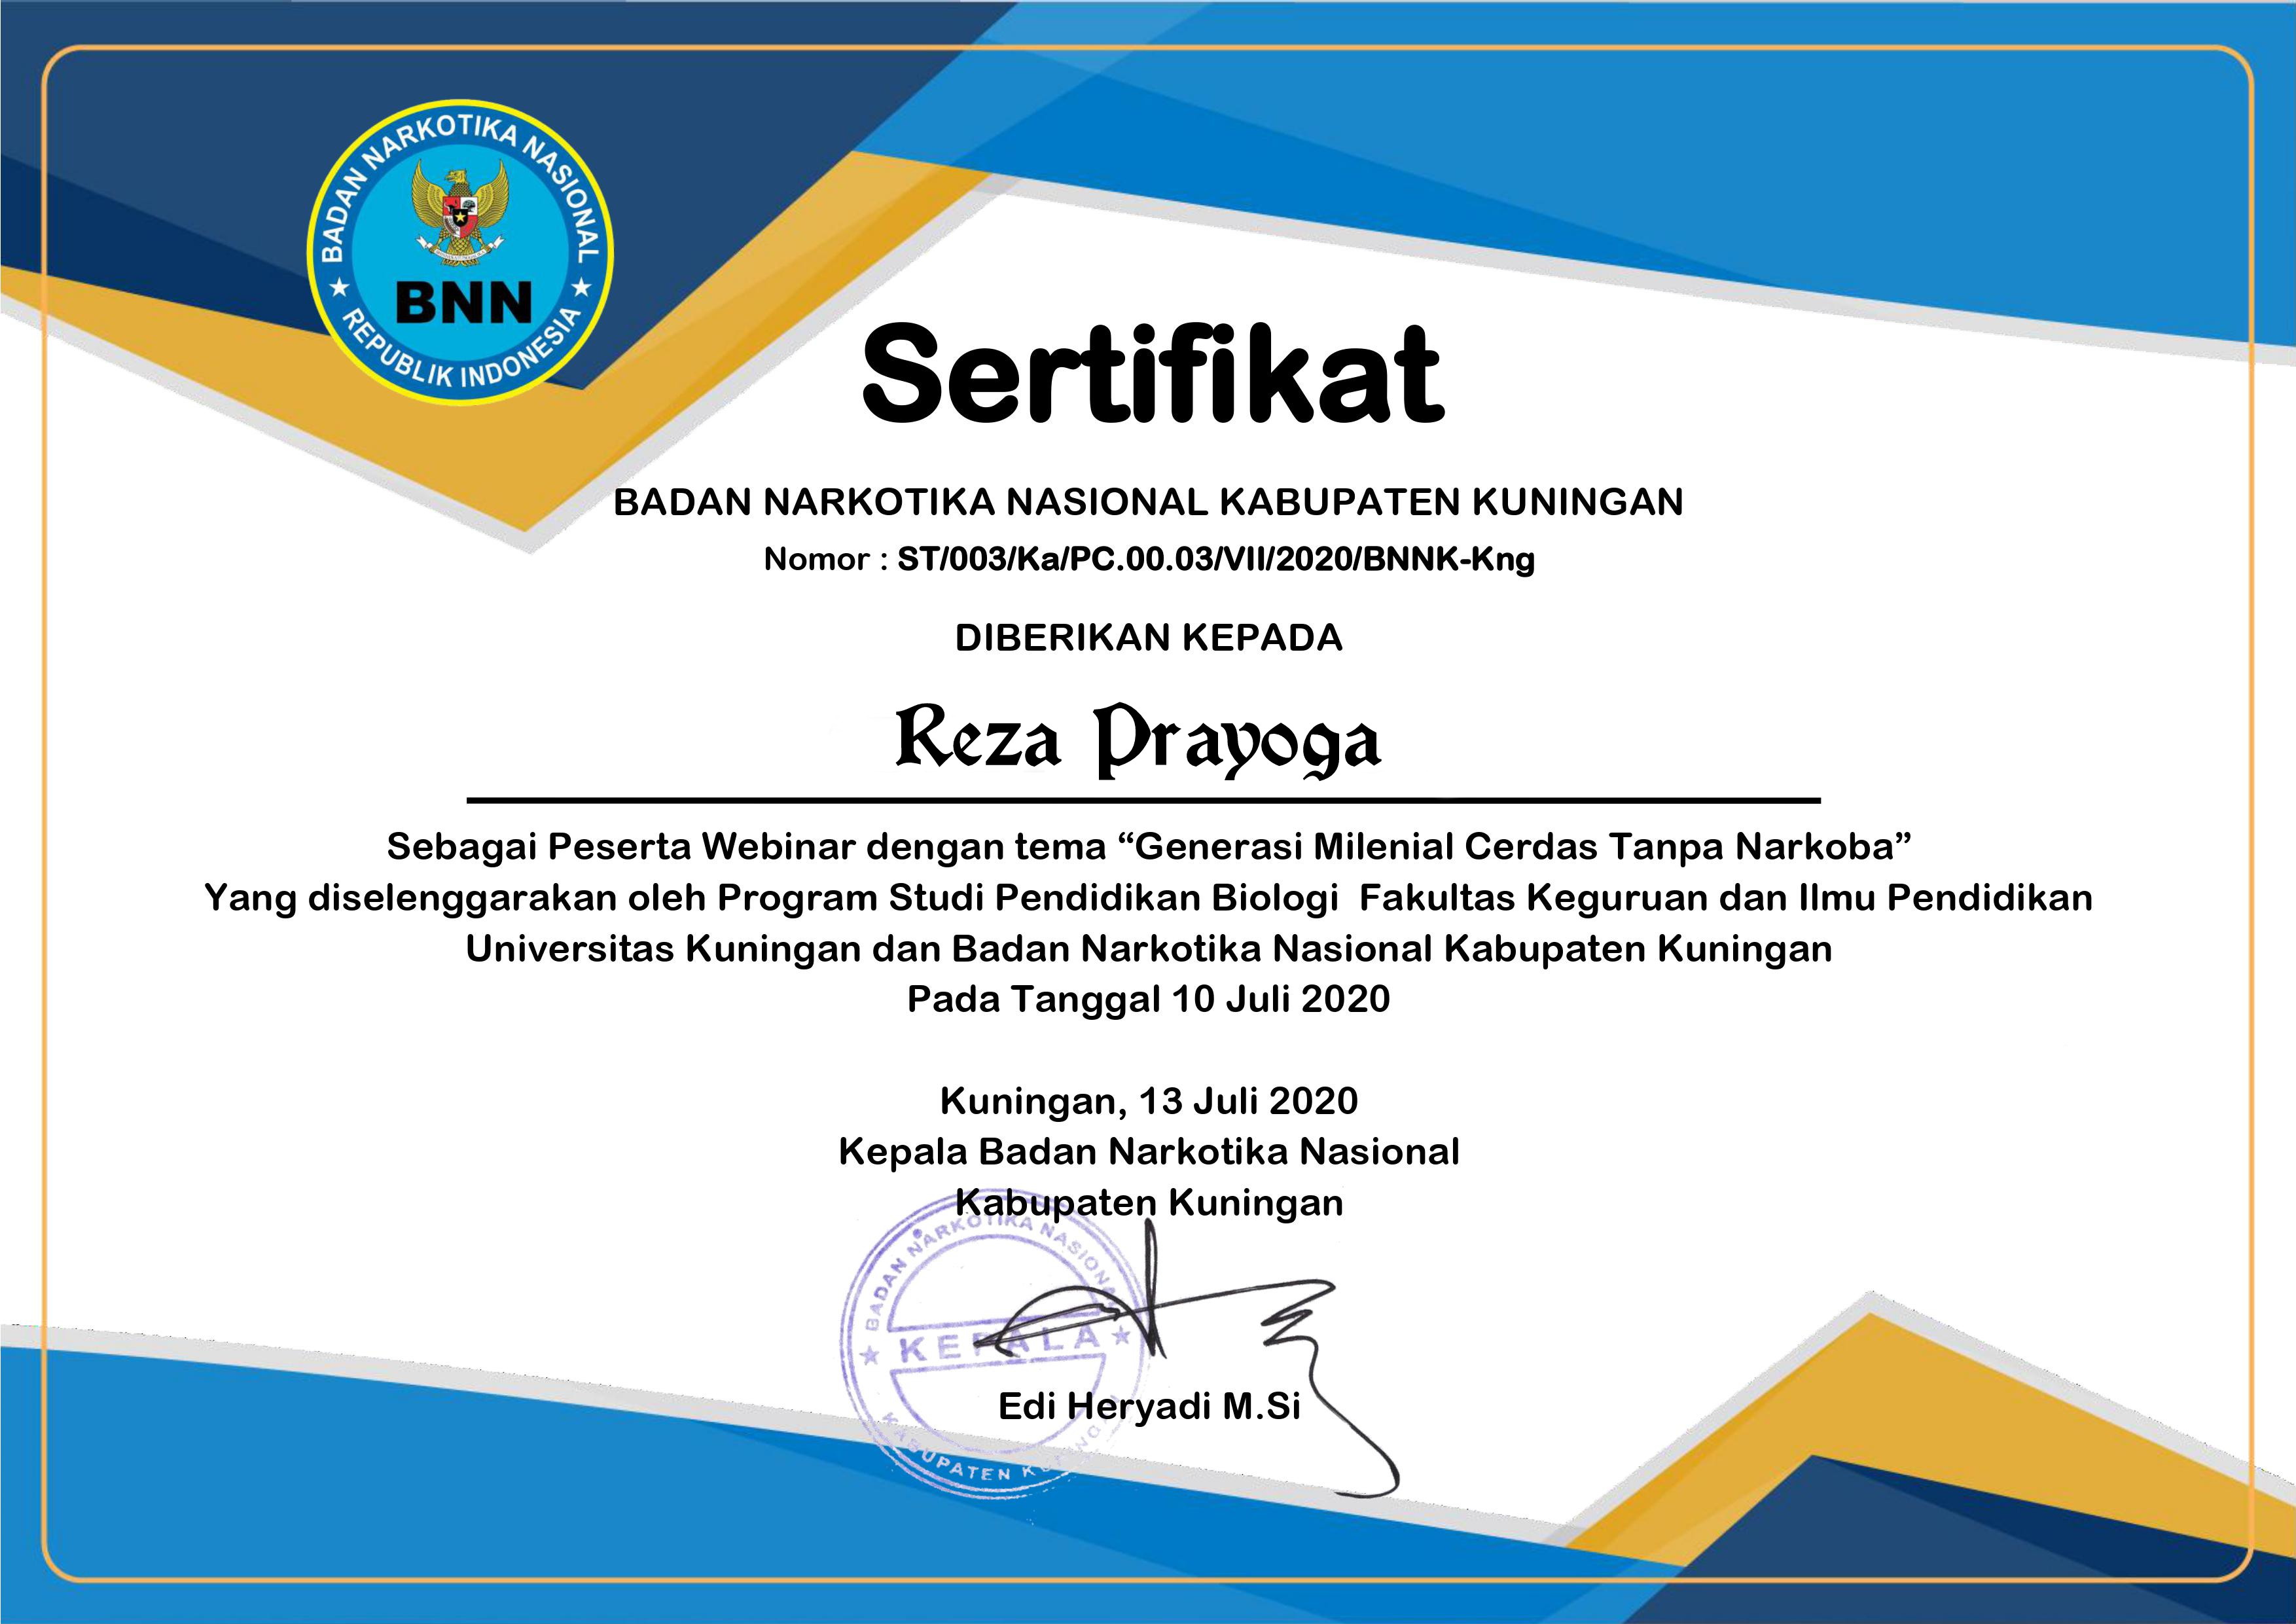 BADAN NARKOTIKA NASIONAL
BNN
REPUBLIK INDONESIA
Sertifikat
BADAN NARKOTIKA NASIONAL KABUPATEN KUNINGAN
Nomor : ST/003/Ka/PC.00.03/VII/2020/BNNK-Kng
DIBERIKAN KEPADA
Reza Prayoga
Sebagai Peserta Webinar dengan tema “Generasi Milenial Cerdas Tanpa Narkoba”
Yang diselenggarakan oleh Program Studi Pendidikan Biologi Fakultas Keguruan dan Ilmu Pendidikan
Universitas Kuningan dan Badan Narkotika Nasional Kabupaten Kuningan
Pada Tanggal 10 Juli 2020
Kuningan, 13 Juli 2020
Kepala Badan Narkotika Nasional
Kabupaten Kuningan
BADAN NARKOTIKA NASIONAL
KEPALA
KABUPATEN
Edi Heryadi M.Si